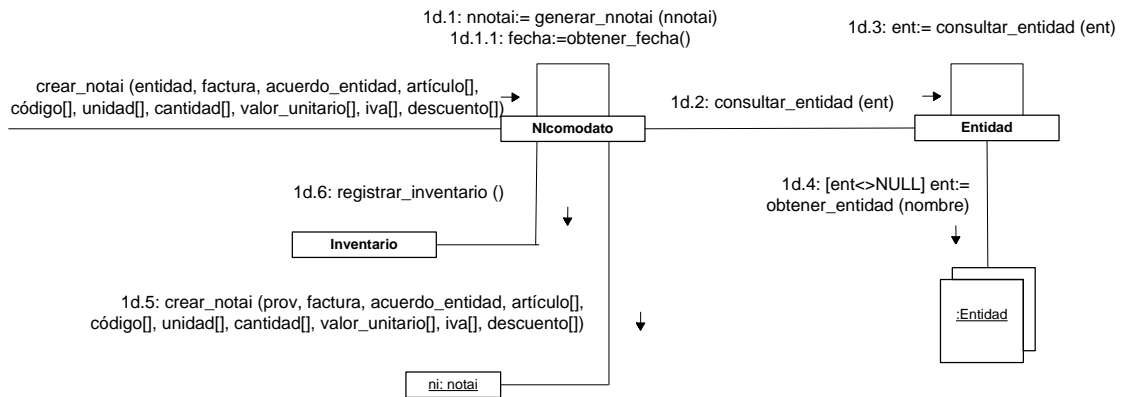 1d.1: nnotai:= generar_nnotai (nnotai)
1d.1.1: fecha:=obtener_fecha()
1d.3: ent:= consultar_entidad (ent)
crear_notai (entidad, factura, acuerdo_entidad, artículo[],
código[], unidad[], cantidad[], valor_unitario[], iva[], descuento[])
1d.2: consultar_entidad (ent)
NIcomodato
Entidad
1d.6: registrar_inventario ()
1d.4: [ent<>NULL] ent:=
obtener_entidad (nombre)
Inventario
1d.5: crear_notai (prov, factura, acuerdo_entidad, artículo[],
código[], unidad[], cantidad[], valor_unitario[], iva[], descuento[])
:Entidad
ni: notai